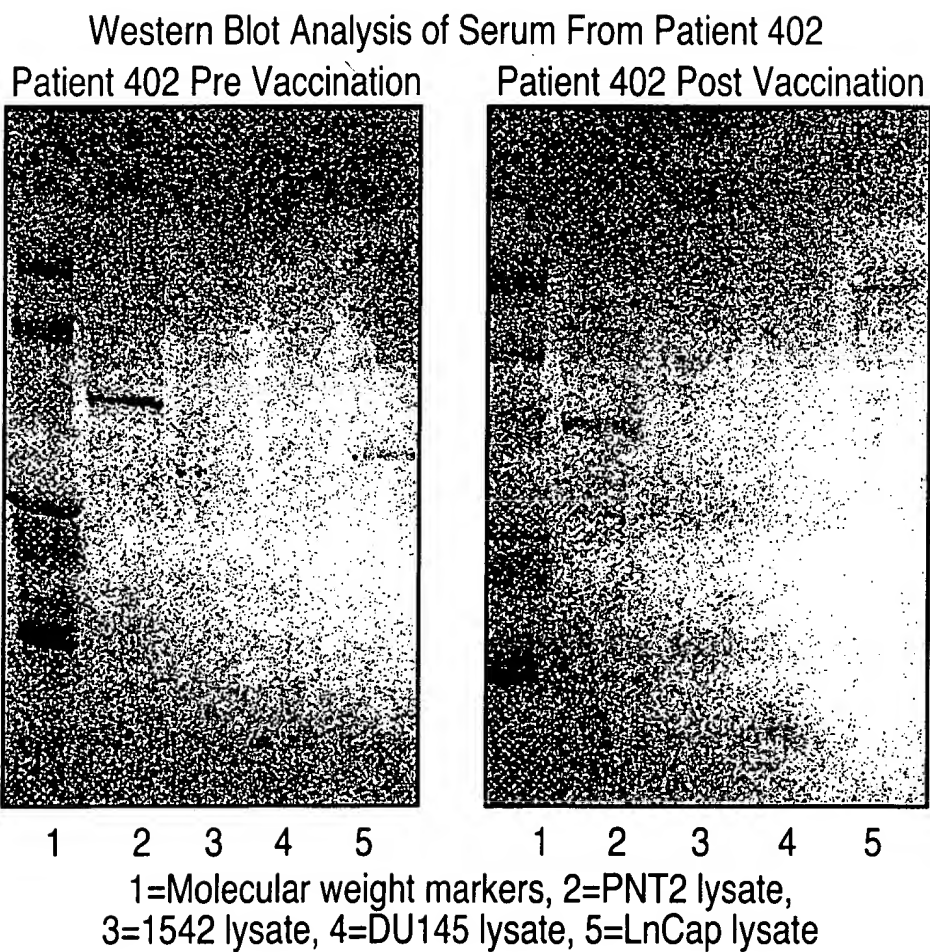 Western Blot Analysis of Serum From Patient 402
Patient 402 Pre Vaccination
Patient 402 Post Vaccination
1 2 3 4 5
1 2 3 4 5
1=Molecular weight markers, 2=PNT2 lysate,
3=1542 lysate, 4=DU145 lysate, 5=LnCap lysate